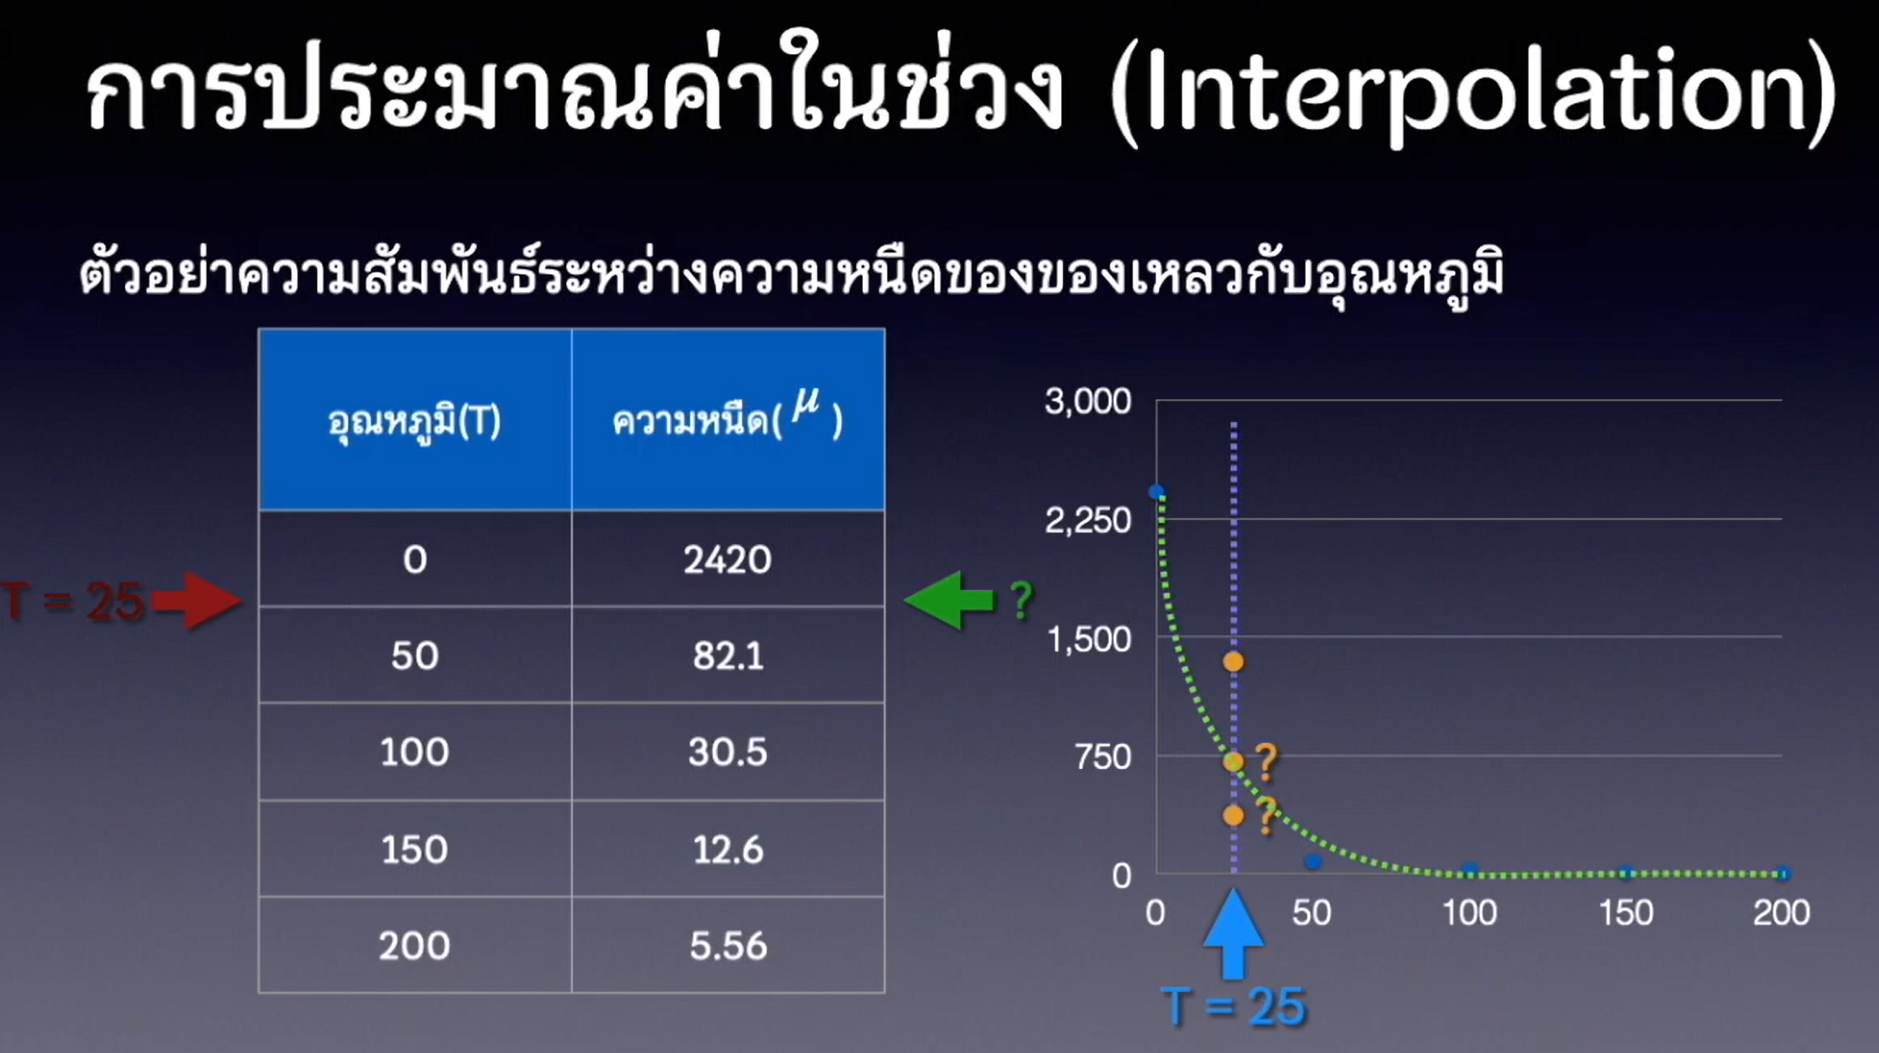 การประมาณค่าในช่วง (Interpolation)
ตัวอย่าความสัมพันธ์ระหว่างความหนืดของของเหลวกับอุณหภูมิ
อุณหภูมิ(T) ความหนืด( μ )
0 2420
T = 25 ?
50 82.1
100 30.5
150 12.6
200 5.56
3,000
2,250
1,500
750 ?
?
0
0 50 100 150 200
T = 25